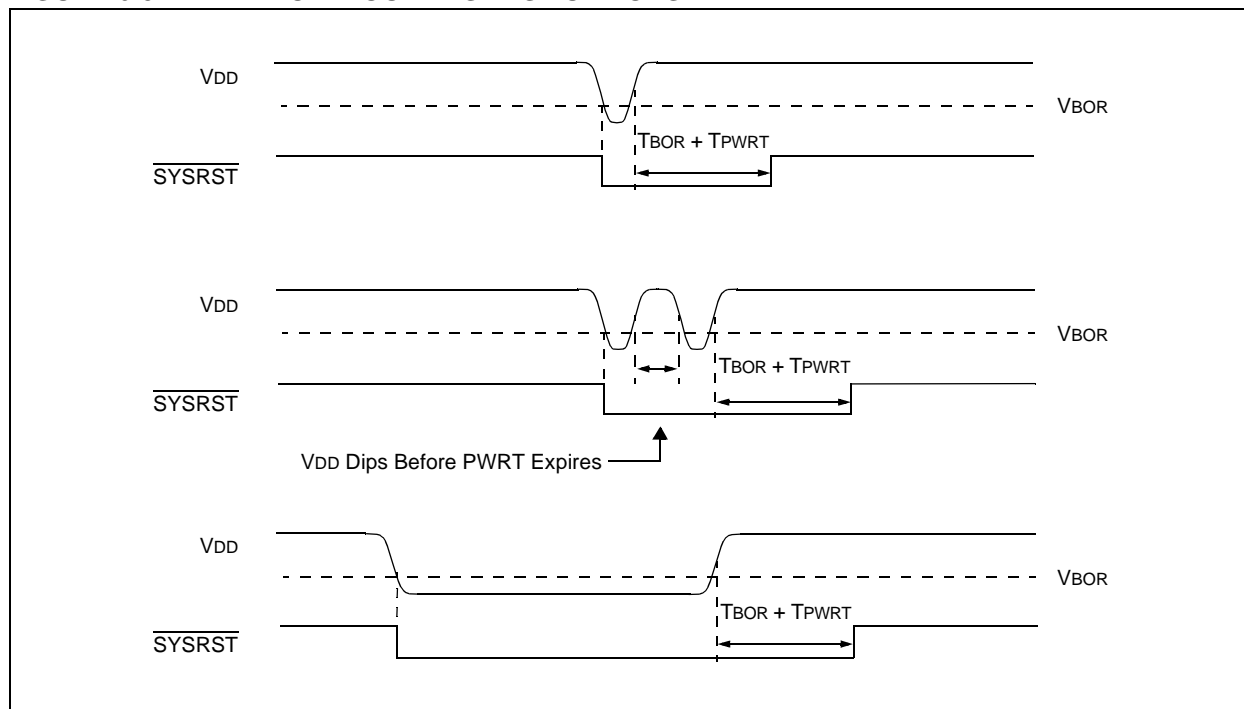 VDD
VBOR
TBOR + TPWRT
SYSRST
VDD
VBOR
TBOR + TPWRT
SYSRST
VDD Dips Before PWRT Expires
VDD
VBOR
TBOR + TPWRT
SYSRST